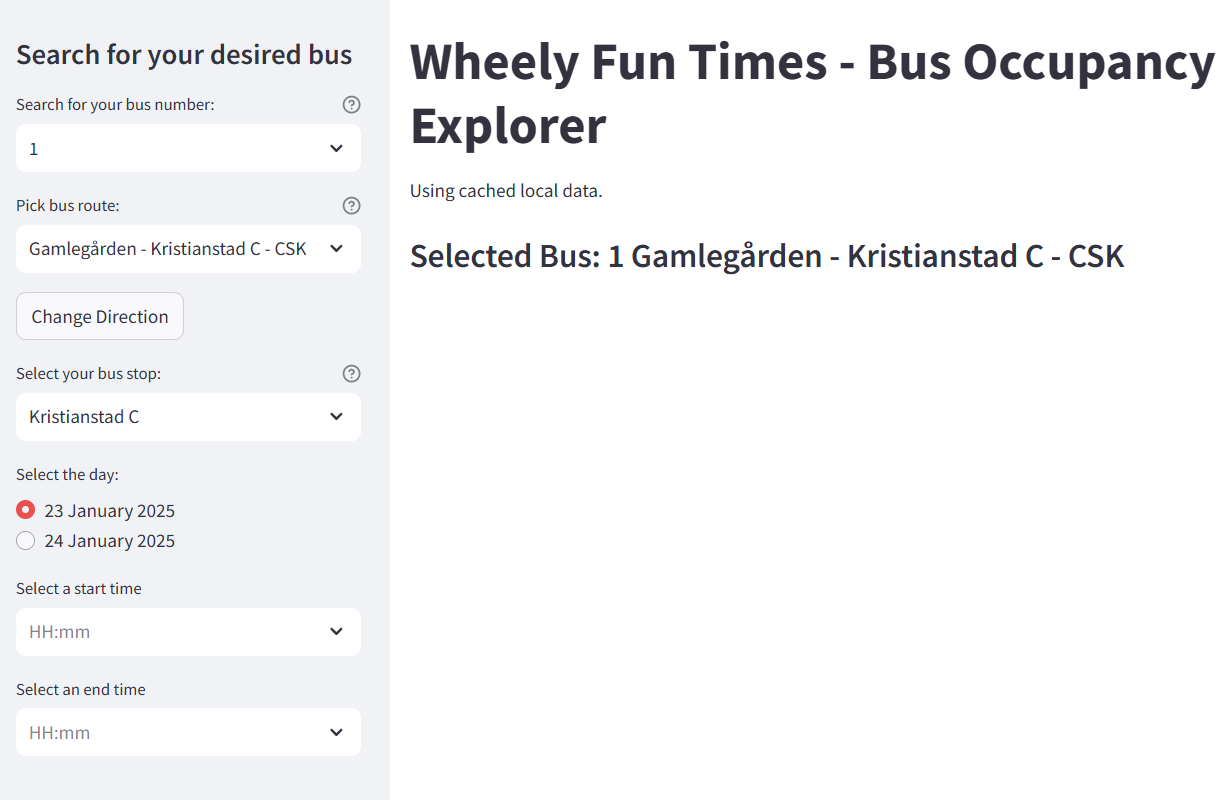 Search for your desired bus
Search for your bus number:
1
Pick bus route:
Gamlegården - Kristianstad C - CSK
Change Direction
Select your bus stop:
Kristianstad C
Select the day:
23 January 2025
24 January 2025
Select a start time
HH:mm
Select an end time
HH:mm
Wheely Fun Times - Bus Occupancy
Explorer
Using cached local data.
Selected Bus: 1 Gamlegården - Kristianstad C - CSK